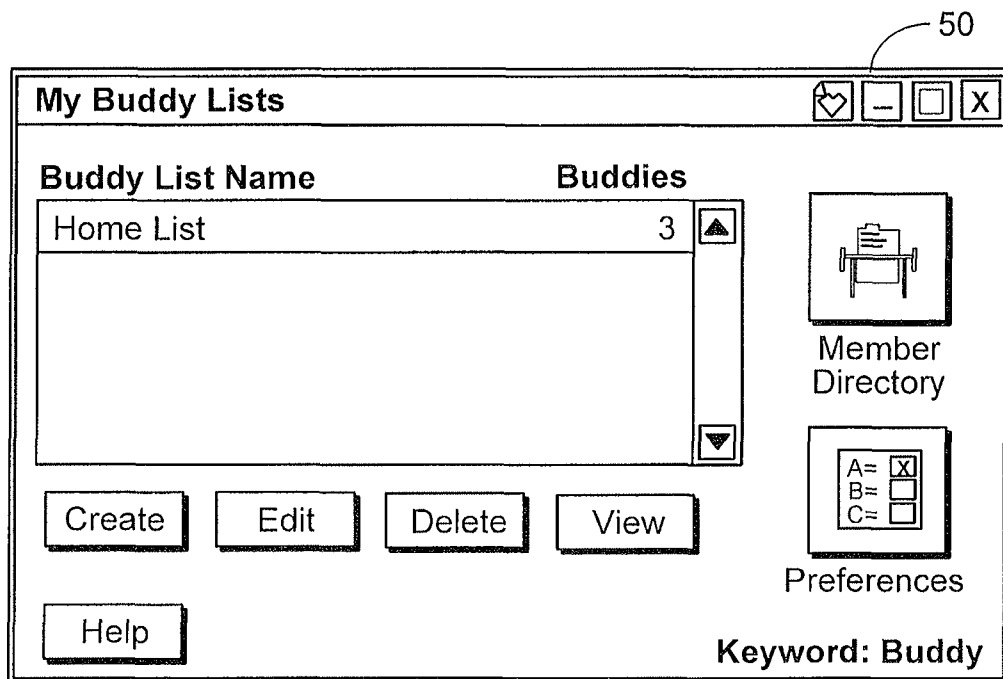 50
My Buddy Lists
X
Buddy List Name Buddies
Home List 3
Member
Directory
A= X
B=
C=
Preferences
Create Edit Delete View
Help
Keyword: Buddy